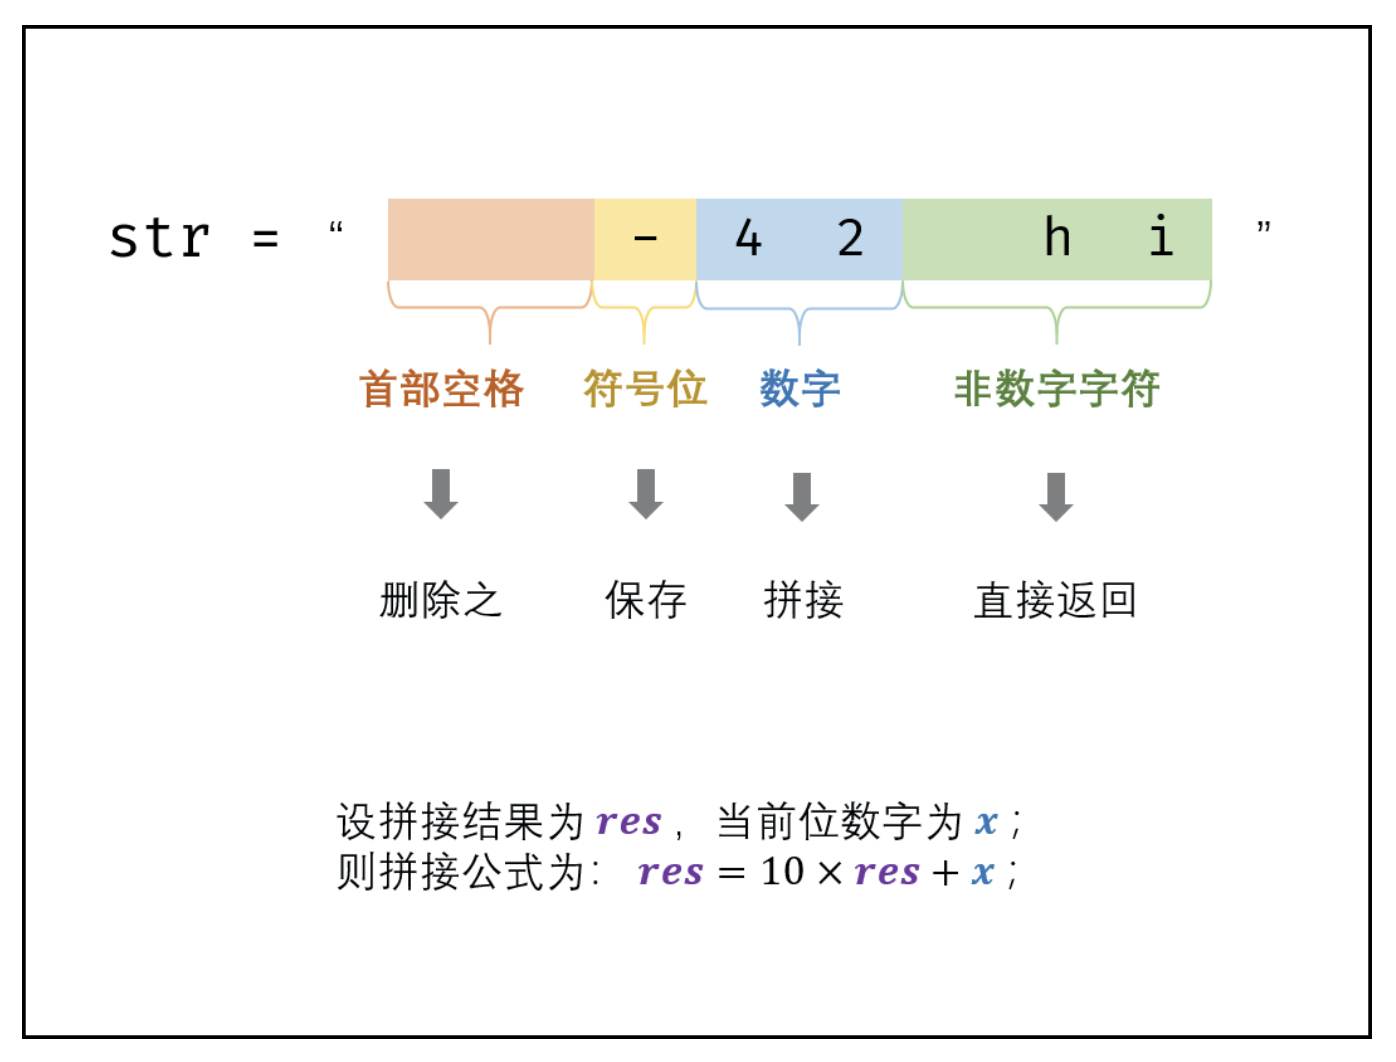 str = “ - 4 2 h i ”
首部空格 符号位 数字 非数字字符
删除之 保存 拼接 直接返回
设拼接结果为 res ，当前位数字为 x ；
则拼接公式为： res = 10 × res + x ；